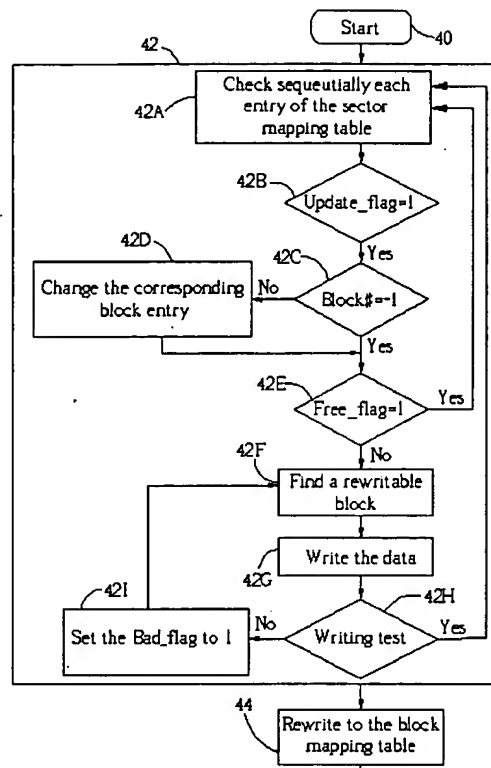 Start
40
42
Check sequeutially each
entry of the sector
mapping table
42A
42B
Update_flag=1
Yes
42D
42C
Change the corresponding
block entry
No
Block#=-1
Yes
42E
Free_flag=1
Yes
No
42F
Find a rewritable
block
Write the data
42G
42I
42H
Set the Bad_flag to 1
No
Writing test
Yes
44
Rewrite to the block
mapping table